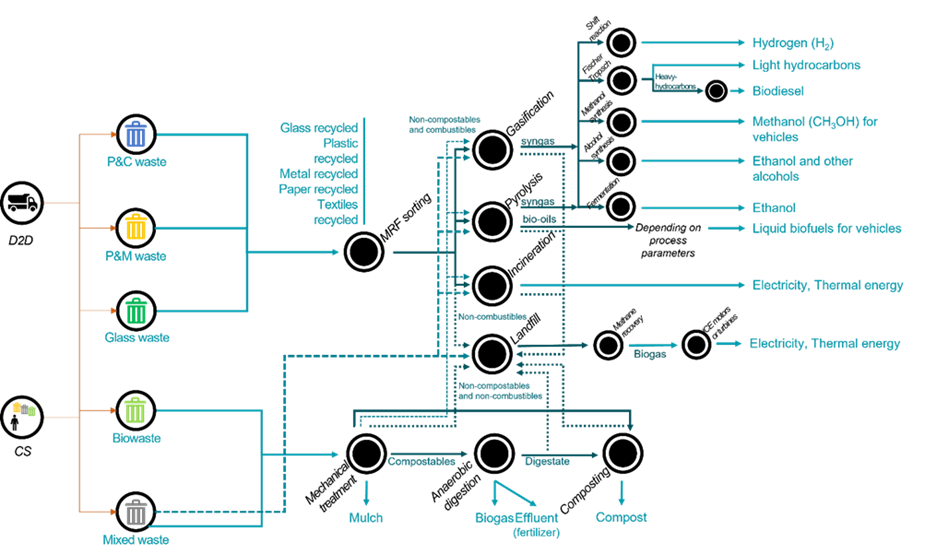 Shift
reaction
Hydrogen (H2)
Fischer
Tropsch
Light hydrocarbons
Heavy-
hydrocarbons
Biodiesel
Methanol
synthesis
Methanol (CH3OH) for
vehicles
Alcohol
synthesis
Ethanol and other
alcohols
Fermentation
Ethanol
Non-compostables
and combustibles
Gasification
syngas
Glass recycled
Plastic
recycled
Metal recycled
Paper recycled
Textiles
recycled
MRF sorting
Pyrolysis
syngas
bio-oils
Depending on
process
parameters
Liquid biofuels for vehicles
P&C waste
D2D
P&M waste
Incineration
Electricity, Thermal energy
Non-combustibles
Glass waste
Landfill
Methane
recovery
Biogas
ICE motors
or turbines
Electricity, Thermal energy
Non-compostables
and non-combustibles
CS
Biowaste
Mechanical
treatment
Compostables
Anaerobic
digestion
Digestate
Composting
Mulch
Biogas Effluent
(fertilizer)
Compost
Mixed waste